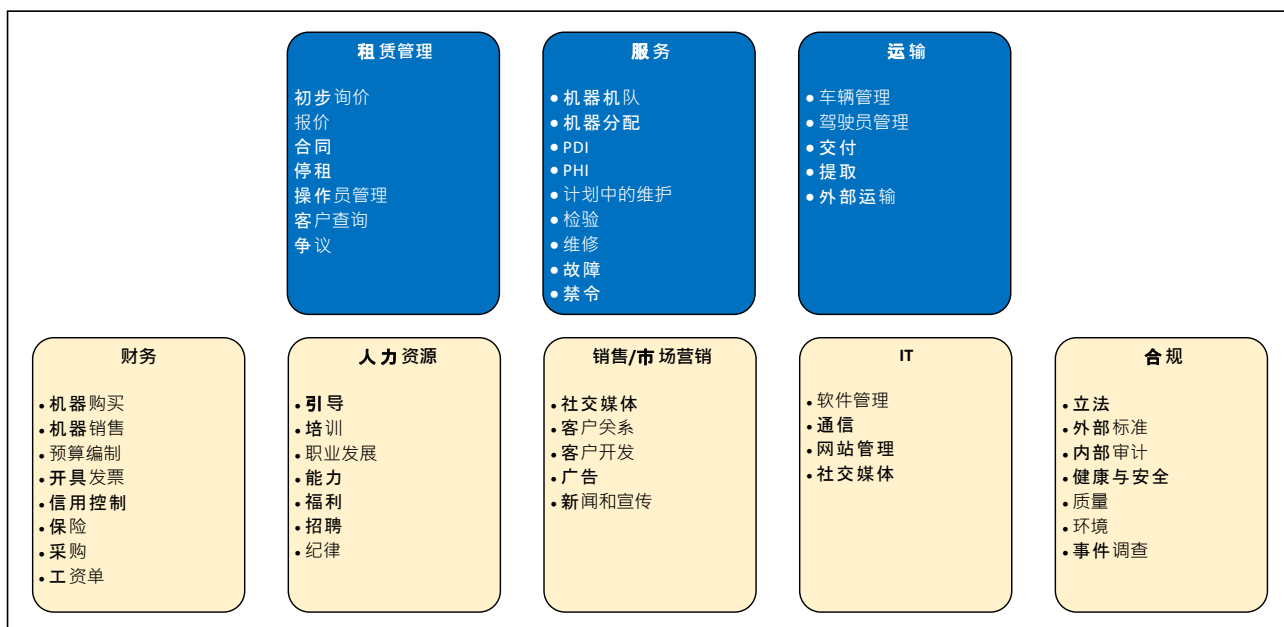 租赁管理
初步询价
报价
合同
停租
操作员管理
客户查询
争议
服务
• 机器机队
• 机器分配
• PDI
• PHI
• 计划中的维护
• 检验
• 维修
• 故障
• 禁令
运输
• 车辆管理
• 驾驶员管理
• 交付
• 提取
• 外部运输
财务
• 机器购买
• 机器销售
• 预算编制
• 开具发票
• 信用控制
• 保险
• 采购
• 工资单
人力资源
• 引导
• 培训
• 职业发展
• 能力
• 福利
• 招聘
• 纪律
销售/市场营销
• 社交媒体
• 客户关系
• 客户开发
• 广告
• 新闻和宣传
IT
• 软件管理
• 通信
• 网站管理
• 社交媒体
合规
• 立法
• 外部标准
• 内部审计
• 健康与安全
• 质量
• 环境
• 事件调查